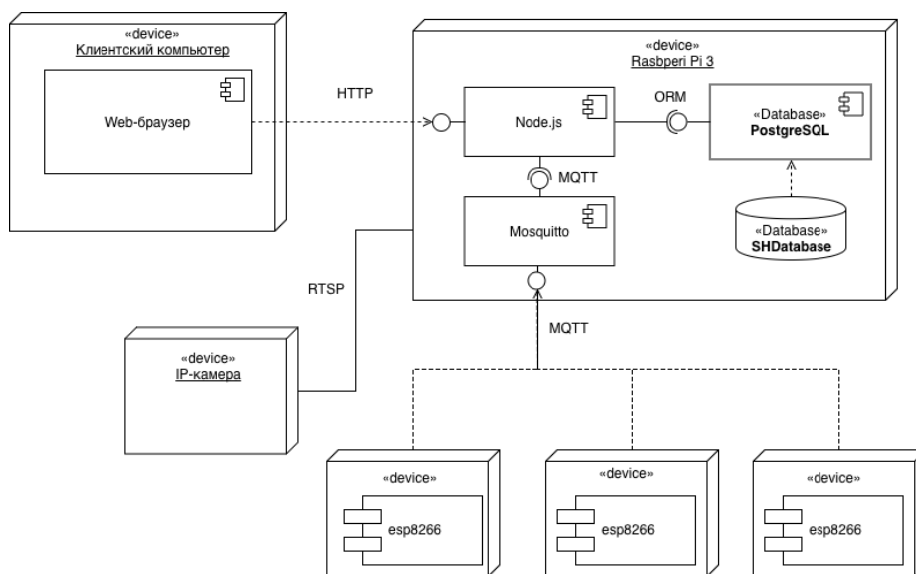 «device»
Клиентский компьютер
Web-браузер
HTTP
«device»
Rasbperi Pi 3
Node.js
ORM
«Database»
PostgreSQL
MQTT
Mosquitto
«Database»
SHDatabase
RTSP
MQTT
«device»
IP-камера
«device»
esp8266
«device»
esp8266
«device»
esp8266